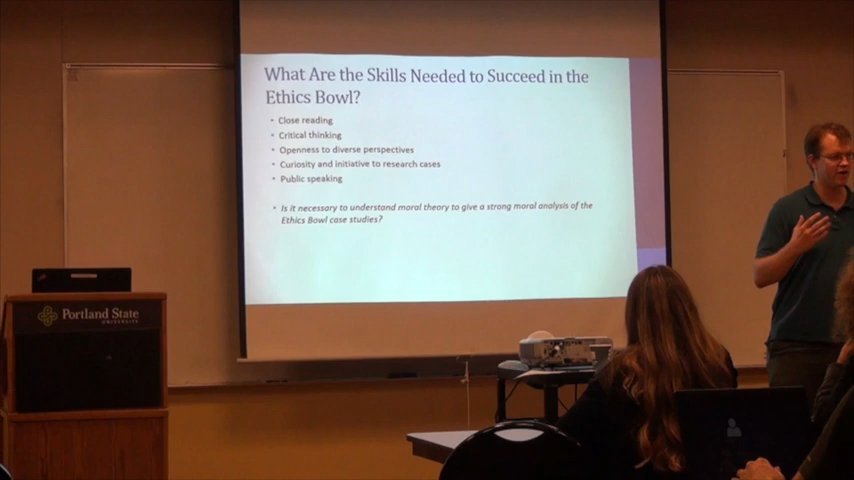 What Are the Skills Needed to Succeed in the
Ethics Bowl?
• Close reading
• Critical thinking
• Openness to diverse perspectives
• Curiosity and initiative to research cases
• Public speaking
• Is it necessary to understand moral theory to give a strong moral analysis of the
Ethics Bowl case studies?
Portland State
UNIVERSITY